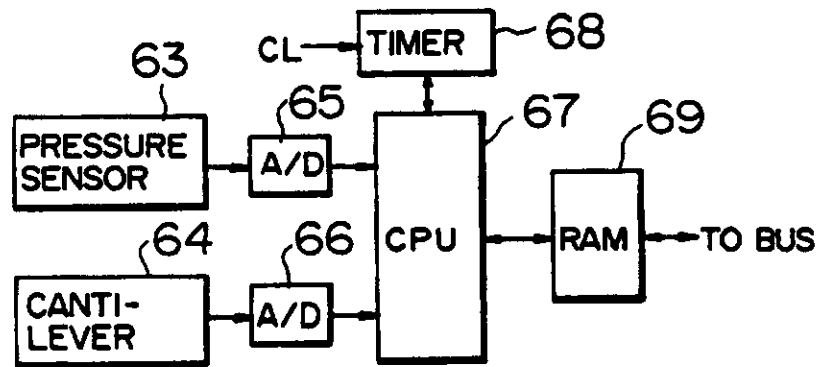 CL
TIMER
68
63
65
67
69
PRESSURE
SENSOR
A/D
CPU
RAM
TO BUS
64
66
CANTI-
LEVER
A/D